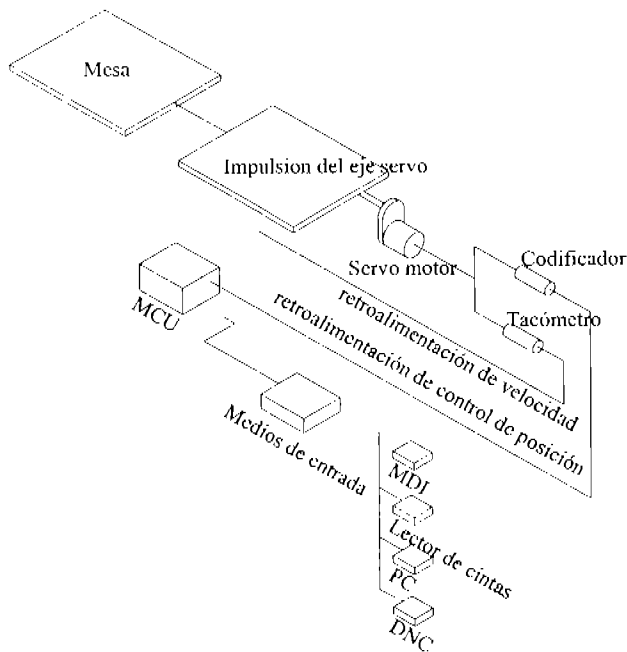 Mesa
Impulsion del eje servo
Servo motor
Codificador
Tacómetro
retroalimentación de velocidad
retroalimentación de control de posición
MCU
Medios de entrada
MDI
Lector de cintas
PC
DNC